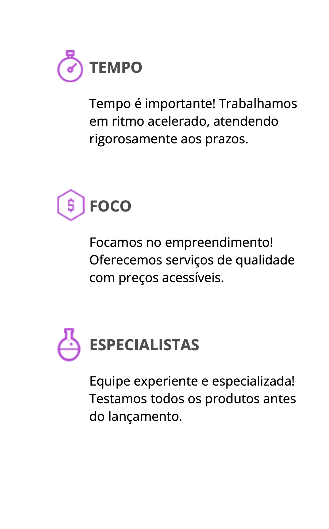 TEMPO
Tempo é importante! Trabalhamos
em ritmo acelerado, atendendo
rigorosamente aos prazos.
$ FOCO
Focamos no empreendimento!
Oferecemos serviços de qualidade
com preços acessíveis.
ESPECIALISTAS
Equipe experiente e especializada!
Testamos todos os produtos antes
do lançamento.